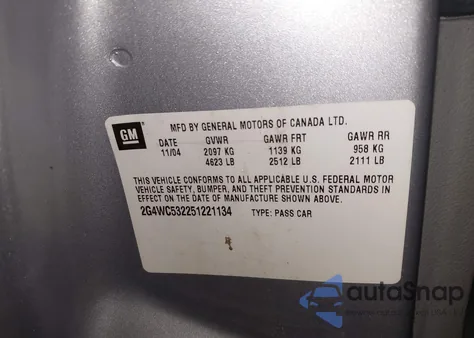 GM
MFD BY GENERAL MOTORS OF CANADA LTD.
DATE GVWR GAWR FRT GAWR RR
11/04 2097 KG 1139 KG 958 KG
4623 LB 2512 LB 2111 LB
THIS VEHICLE CONFORMS TO ALL APPLICABLE U.S. FEDERAL MOTOR
VEHICLE SAFETY, BUMPER, AND THEFT PREVENTION STANDARDS IN
EFFECT ON THE DATE OF MANUFACTURE SHOWN ABOVE.
2G4WC532251221134 TYPE: PASS CAR
autoSnap